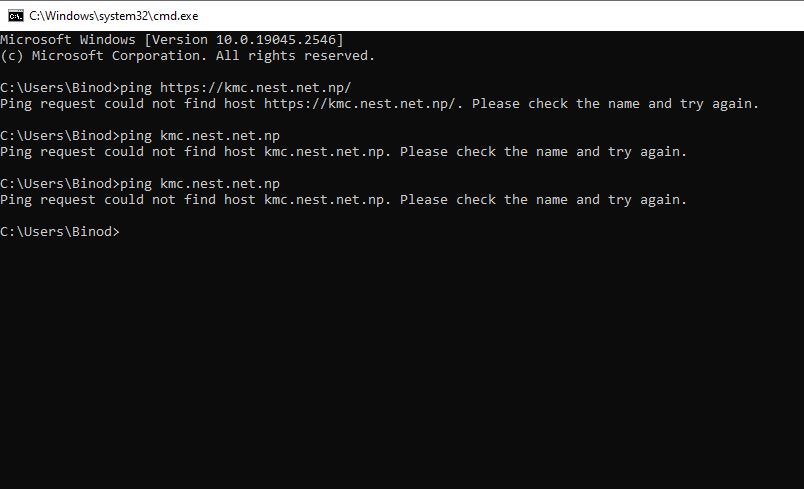 C:\Windows\system32\cmd.exe
Microsoft Windows [Version 10.0.19045.2546]
(c) Microsoft Corporation. All rights reserved.
C:\Users\Binod>ping https://kmc.nest.net.np/
Ping request could not find host https://kmc.nest.net.np/. Please check the name and try again.
C:\Users\Binod>ping kmc.nest.net.np
Ping request could not find host kmc.nest.net.np. Please check the name and try again.
C:\Users\Binod>ping kmc.nest.net.np
Ping request could not find host kmc.nest.net.np. Please check the name and try again.
C:\Users\Binod>